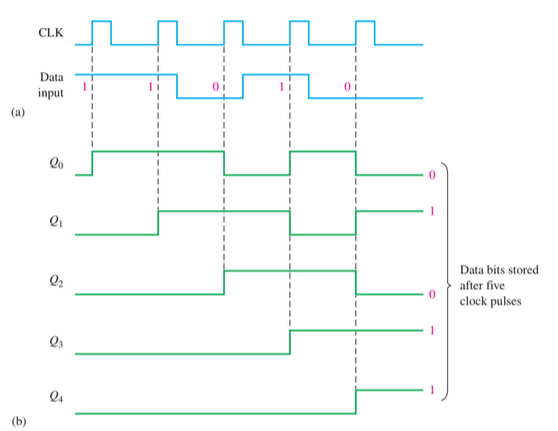 CLK
Data
input
1 1 0 1 0
(a)
Q0
0
Q1
1
Q2
0
Data bits stored
after five
clock pulses
Q3
1
Q4
1
(b)